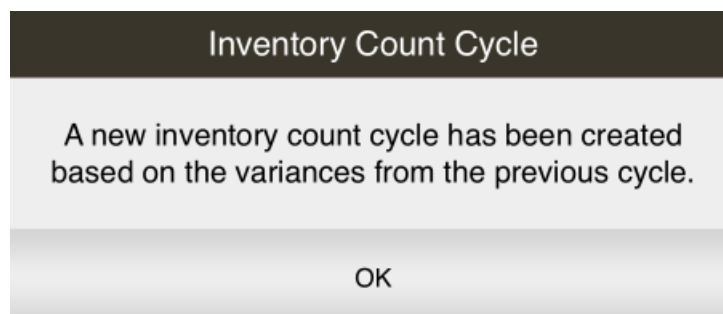 Inventory Count Cycle
A new inventory count cycle has been created
based on the variances from the previous cycle.
OK